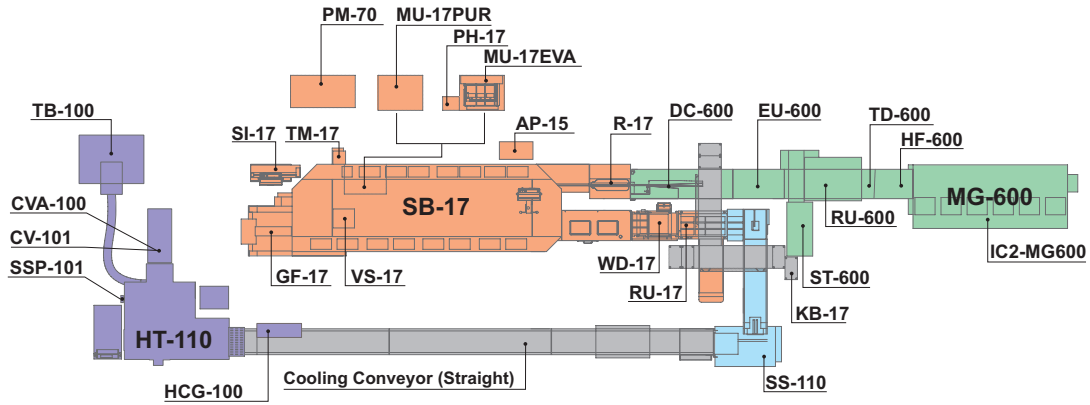 PM-70
MU-17PUR
PH-17
MU-17EVA
TB-100
SI-17
TM-17
AP-15
R-17
DC-600
EU-600
TD-600
HF-600
CVA-100
CV-101
SSP-101
SB-17
MG-600
RU-600
GF-17
VS-17
WD-17
RU-17
ST-600
KB-17
IC2-MG600
HT-110
HCG-100
Cooling Conveyor (Straight)
SS-110